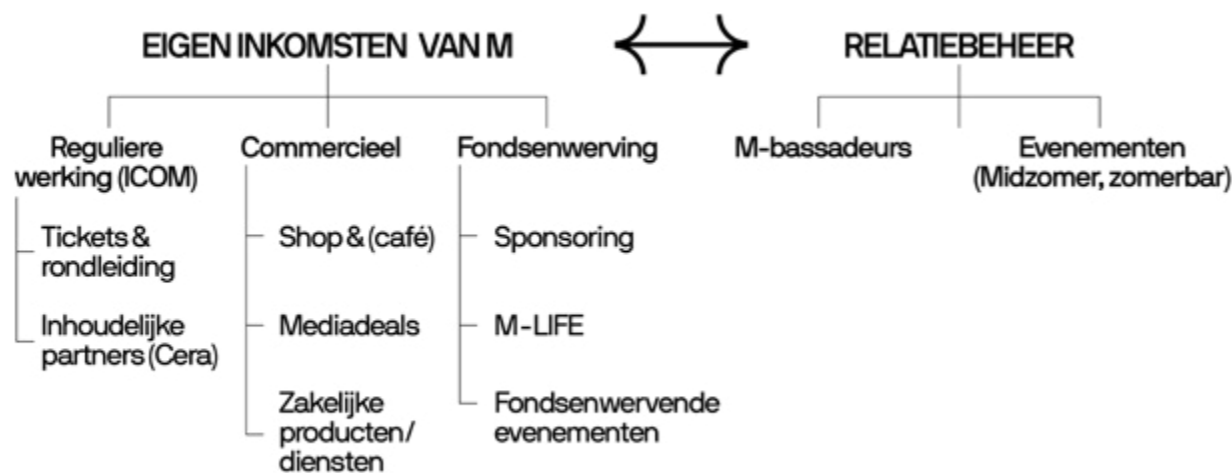 EIGEN INKOMSTEN VAN M
RELATIEBEHEER
Reguliere
werking (ICOM)
Commercieel
Fondsenwerving
M-bassadeurs
Evenementen
(Midzomer, zomerbar)
Tickets &
rondleiding
Inhoudelijke
partners (Cera)
Shop & (café)
Mediadeals
Zakelijke
producten/
diensten
Sponsoring
M-LIFE
Fondsenwervende
evenementen